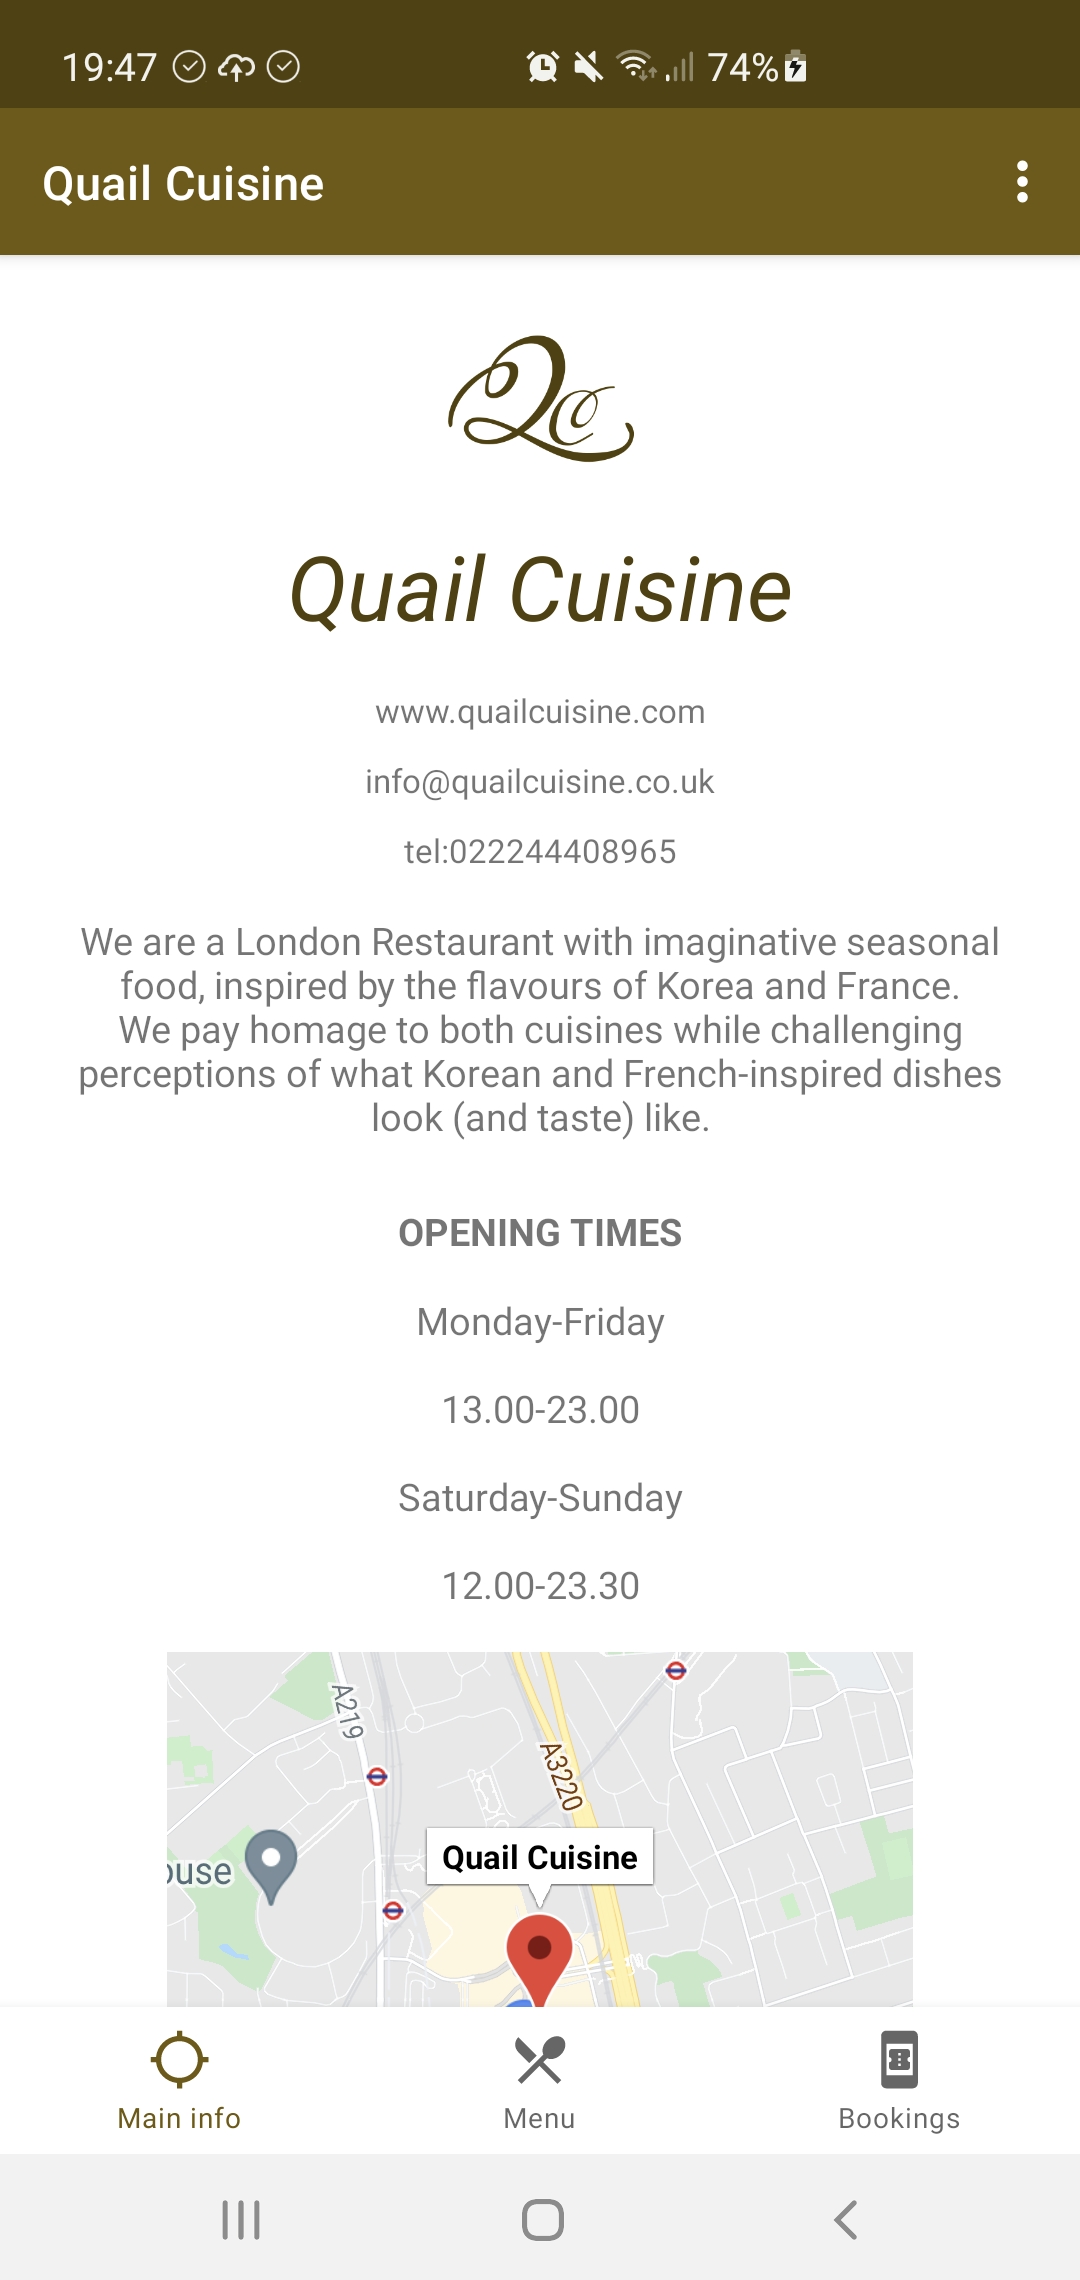 19:47
74%
Quail Cuisine
Qc
Quail Cuisine
www.quailcuisine.com
info@quailcuisine.co.uk
tel:022244408965
We are a London Restaurant with imaginative seasonal
food, inspired by the flavours of Korea and France.
We pay homage to both cuisines while challenging
perceptions of what Korean and French-inspired dishes
look (and taste) like.
OPENING TIMES
Monday-Friday
13.00-23.00
Saturday-Sunday
12.00-23.30
A219
A3220
Quail Cuisine
ouse
Main info
Menu
Bookings